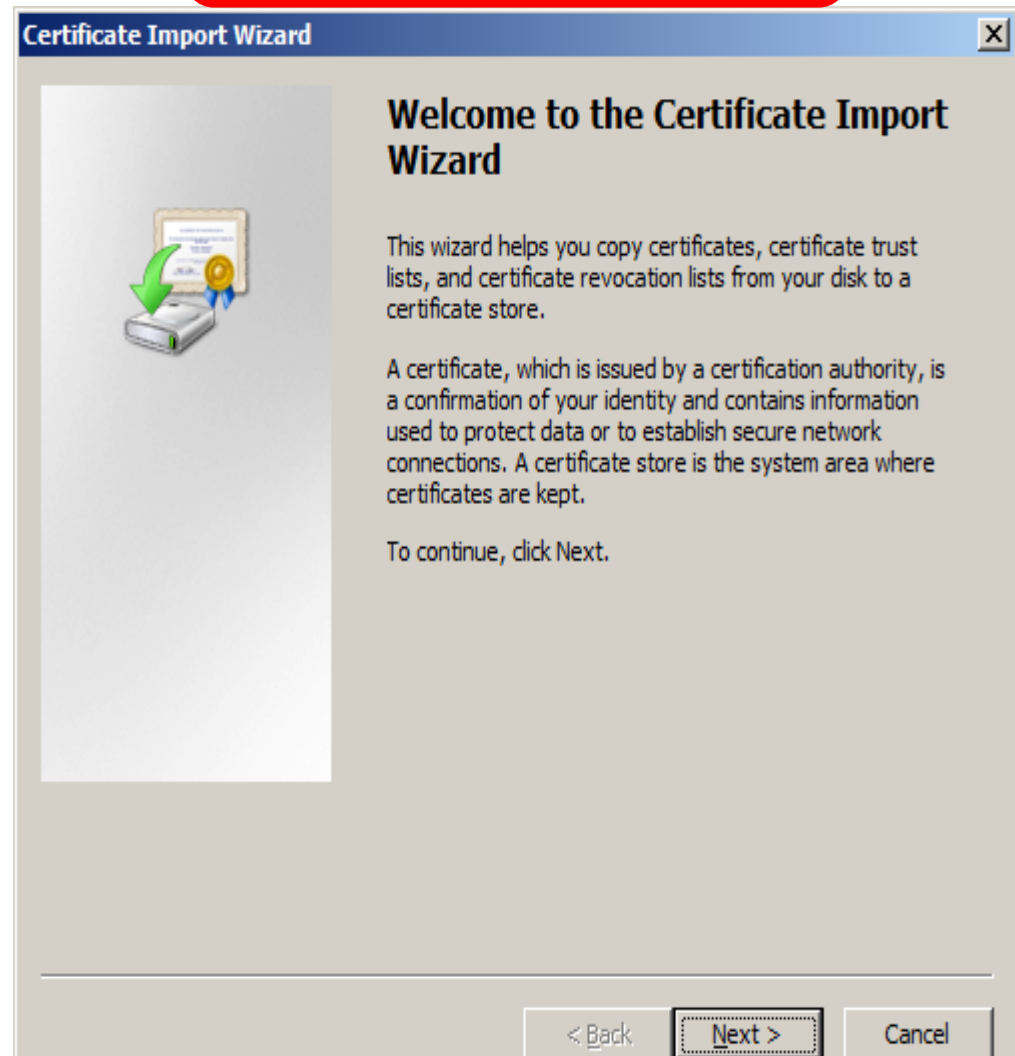 Certificate Import Wizard
Welcome to the Certificate Import
Wizard
This wizard helps you copy certificates, certificate trust
lists, and certificate revocation lists from your disk to a
certificate store.
A certificate, which is issued by a certification authority, is
a confirmation of your identity and contains information
used to protect data or to establish secure network
connections. A certificate store is the system area where
certificates are kept.
To continue, click Next.
< Back
Next >
Cancel